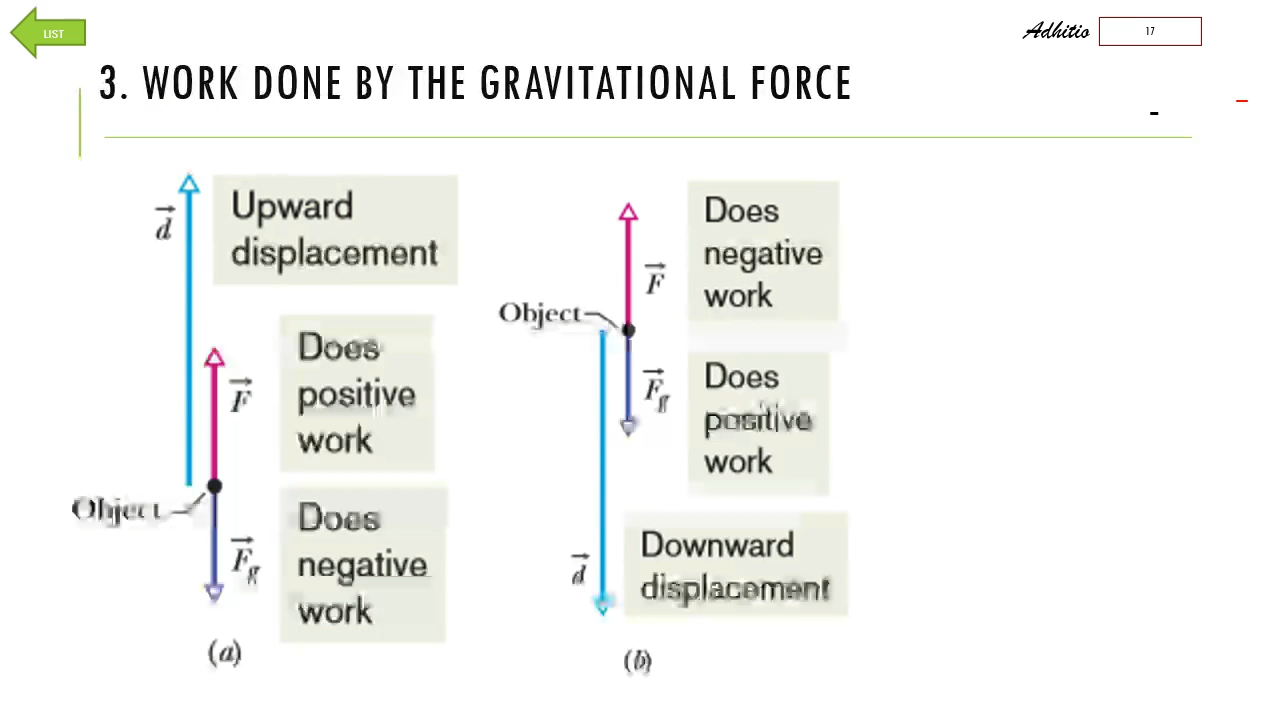 LIST
Adhitio
17
3. WORK DONE BY THE GRAVITATIONAL FORCE
d
Upward
displacement
F
Does
positive
work
Object
Fg
Does
negative
work
(a)
Does
negative
work
F
Object
Fg
Does
positive
work
d
Downward
displacement
(b)